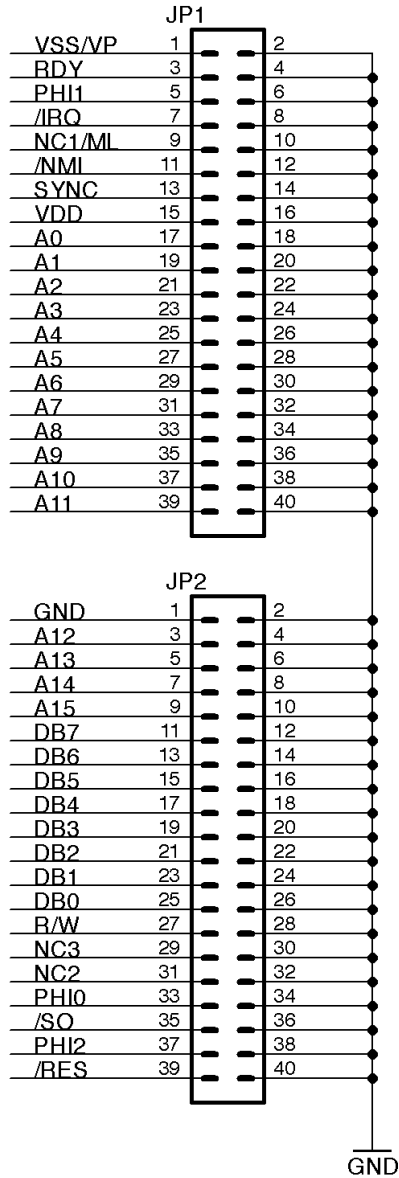 JP1
VSS/VP 1 2
RDY 3 4
PHI1 5 6
/IRQ 7 8
NC1/ML 9 10
/NMI 11 12
SYNC 13 14
VDD 15 16
A0 17 18
A1 19 20
A2 21 22
A3 23 24
A4 25 26
A5 27 28
A6 29 30
A7 31 32
A8 33 34
A9 35 36
A10 37 38
A11 39 40
JP2
GND 1 2
A12 3 4
A13 5 6
A14 7 8
A15 9 10
DB7 11 12
DB6 13 14
DB5 15 16
DB4 17 18
DB3 19 20
DB2 21 22
DB1 23 24
DB0 25 26
R/W 27 28
NC3 29 30
NC2 31 32
PHI0 33 34
/SO 35 36
PHI2 37 38
/RES 39 40
GND